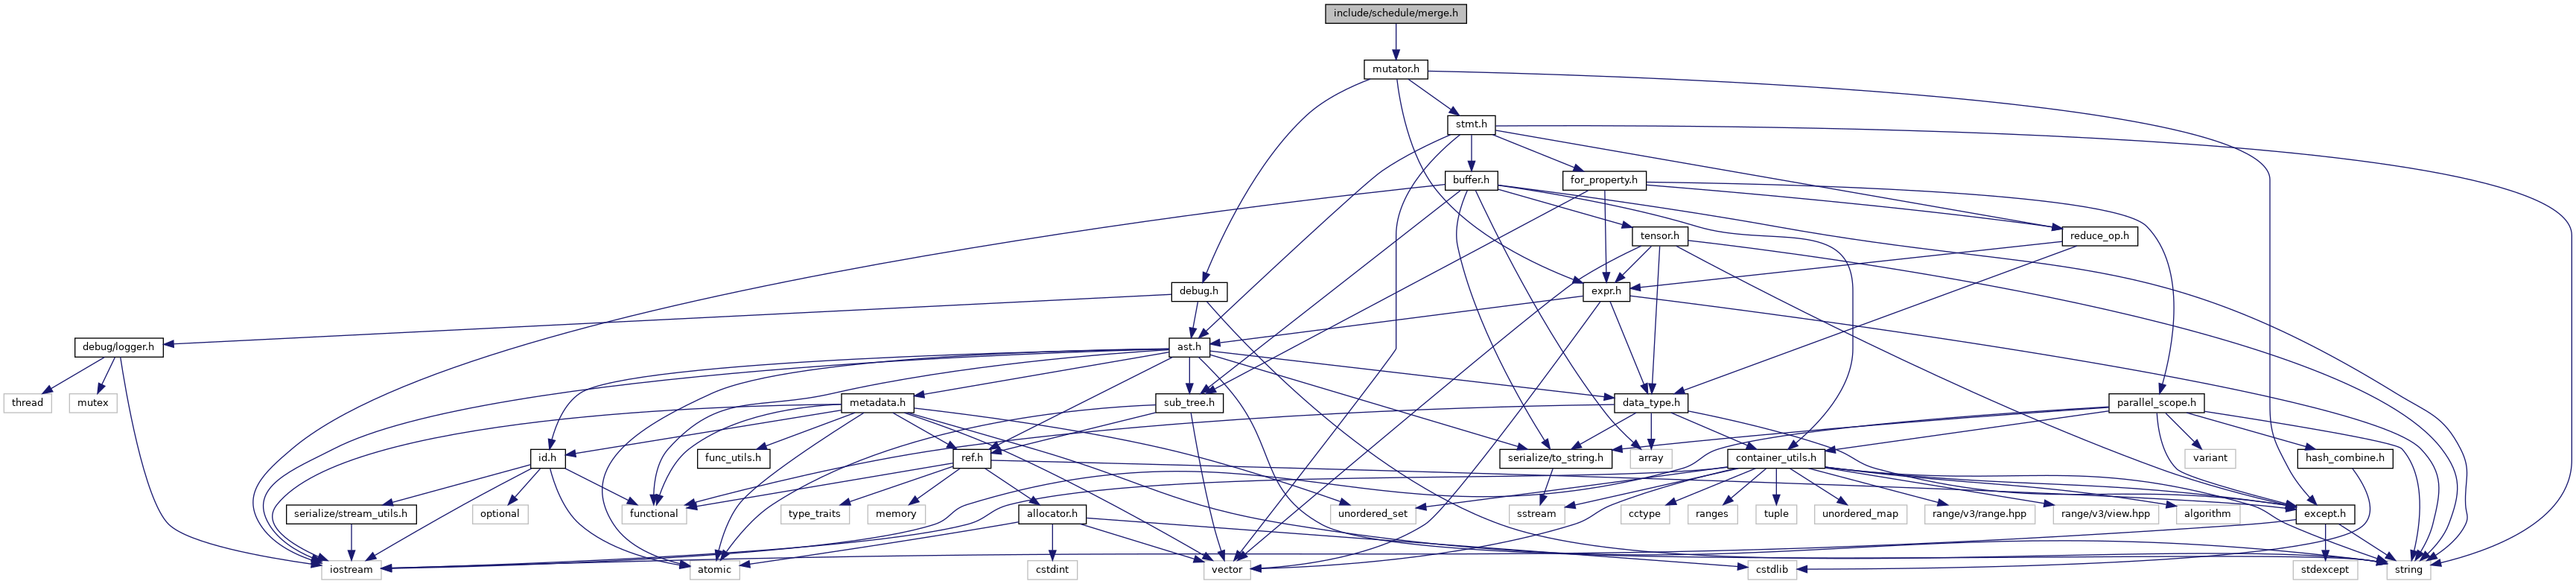 include/schedule/merge.h
mutator.h
stmt.h
buffer.h
for_property.h
tensor.h
reduce_op.h
debug.h
expr.h
debug/logger.h
ast.h
thread
mutex
metadata.h
sub_tree.h
data_type.h
parallel_scope.h
id.h
func_utils.h
ref.h
serialize/to_string.h
array
container_utils.h
variant
hash_combine.h
serialize/stream_utils.h
optional
functional
type_traits
memory
allocator.h
unordered_set
sstream
cctype
ranges
tuple
unordered_map
range/v3/range.hpp
range/v3/view.hpp
algorithm
except.h
iostream
atomic
cstdint
vector
cstdlib
stdexcept
string